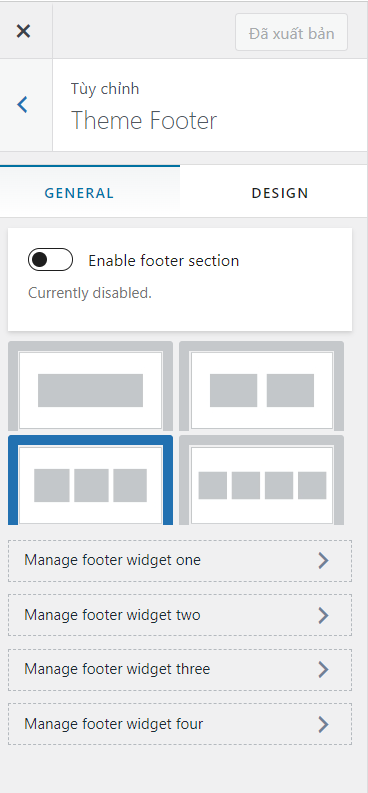 Đã xuất bản
Tùy chỉnh
Theme Footer
GENERAL
DESIGN
Enable footer section
Currently disabled.
Manage footer widget one
Manage footer widget two
Manage footer widget three
Manage footer widget four